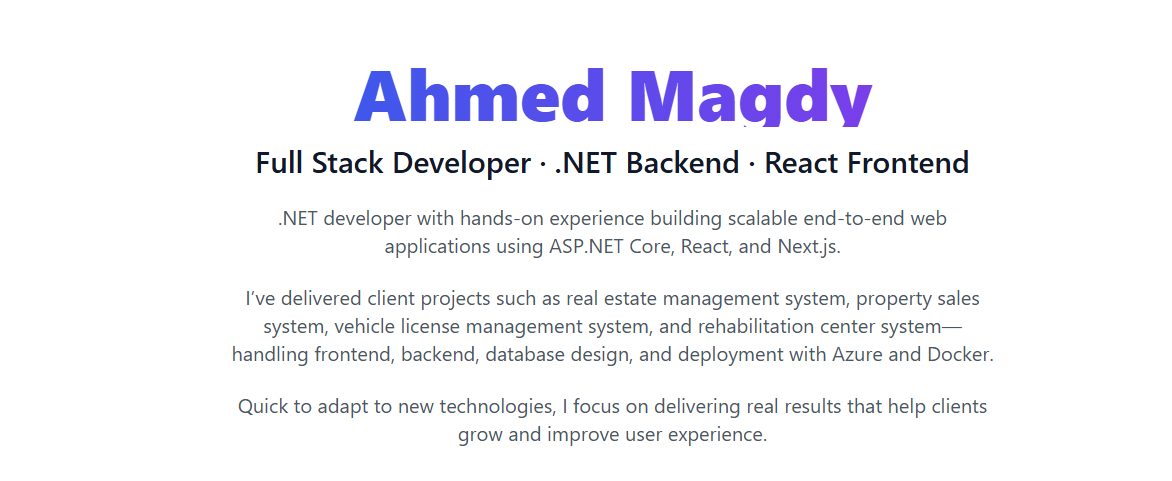 Ahmed Magdy
Full Stack Developer · .NET Backend · React Frontend
.NET developer with hands-on experience building scalable end-to-end web
applications using ASP.NET Core, React, and Next.js.
I’ve delivered client projects such as real estate management system, property sales
system, vehicle license management system, and rehabilitation center system—
handling frontend, backend, database design, and deployment with Azure and Docker.
Quick to adapt to new technologies, I focus on delivering real results that help clients
grow and improve user experience.